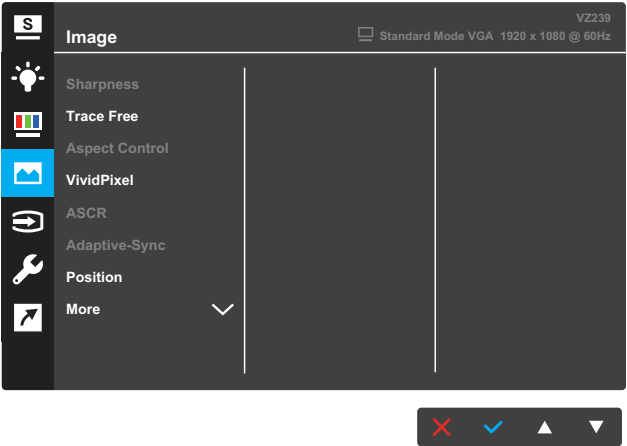 S
VZ239
Image
Standard Mode VGA 1920 x 1080 @ 60Hz
Sharpness
Trace Free
Aspect Control
VividPixel
ASCR
Adaptive-Sync
Position
More